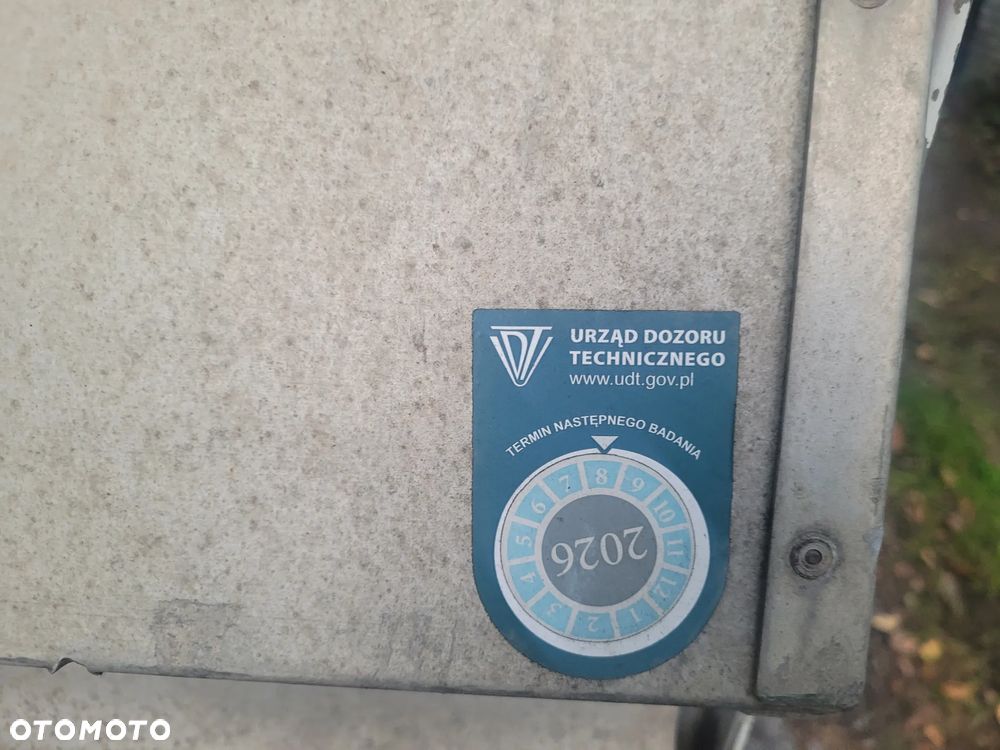 VDT
URZĄD DOZORU
TECHNICZNEGO
www.udt.gov.pl
TERMIN NASTĘPNEGO BADANIA
1 2 3 4 5 6 7 8 9 10 11 12
2026
OTOMOTO